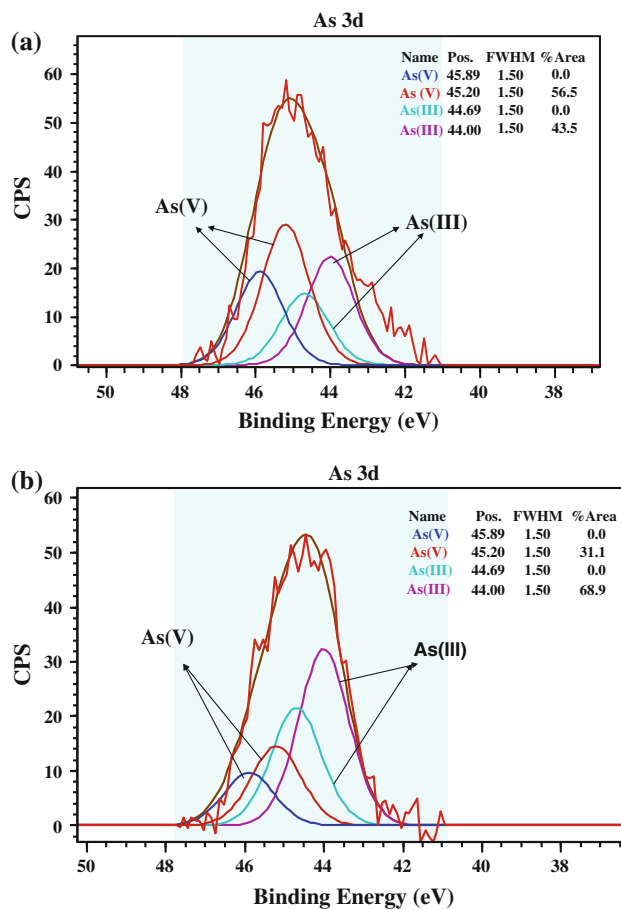 (a)
As 3d
Name Pos. FWHM %Area
As(V) 45.89 1.50 0.0
As (V) 45.20 1.50 56.5
As(III) 44.69 1.50 0.0
As(III) 44.00 1.50 43.5
60
50
40
30
20
10
0
CPS
As(V)
As(III)
50 48 46 44 42 40 38
Binding Energy (eV)
(b)
As 3d
Name Pos. FWHM %Area
As(V) 45.89 1.50 0.0
As(V) 45.20 1.50 31.1
As(III) 44.69 1.50 0.0
As(III) 44.00 1.50 68.9
60
50
40
30
20
10
0
CPS
As(V)
As(III)
50 48 46 44 42 40 38
Binding Energy (eV)